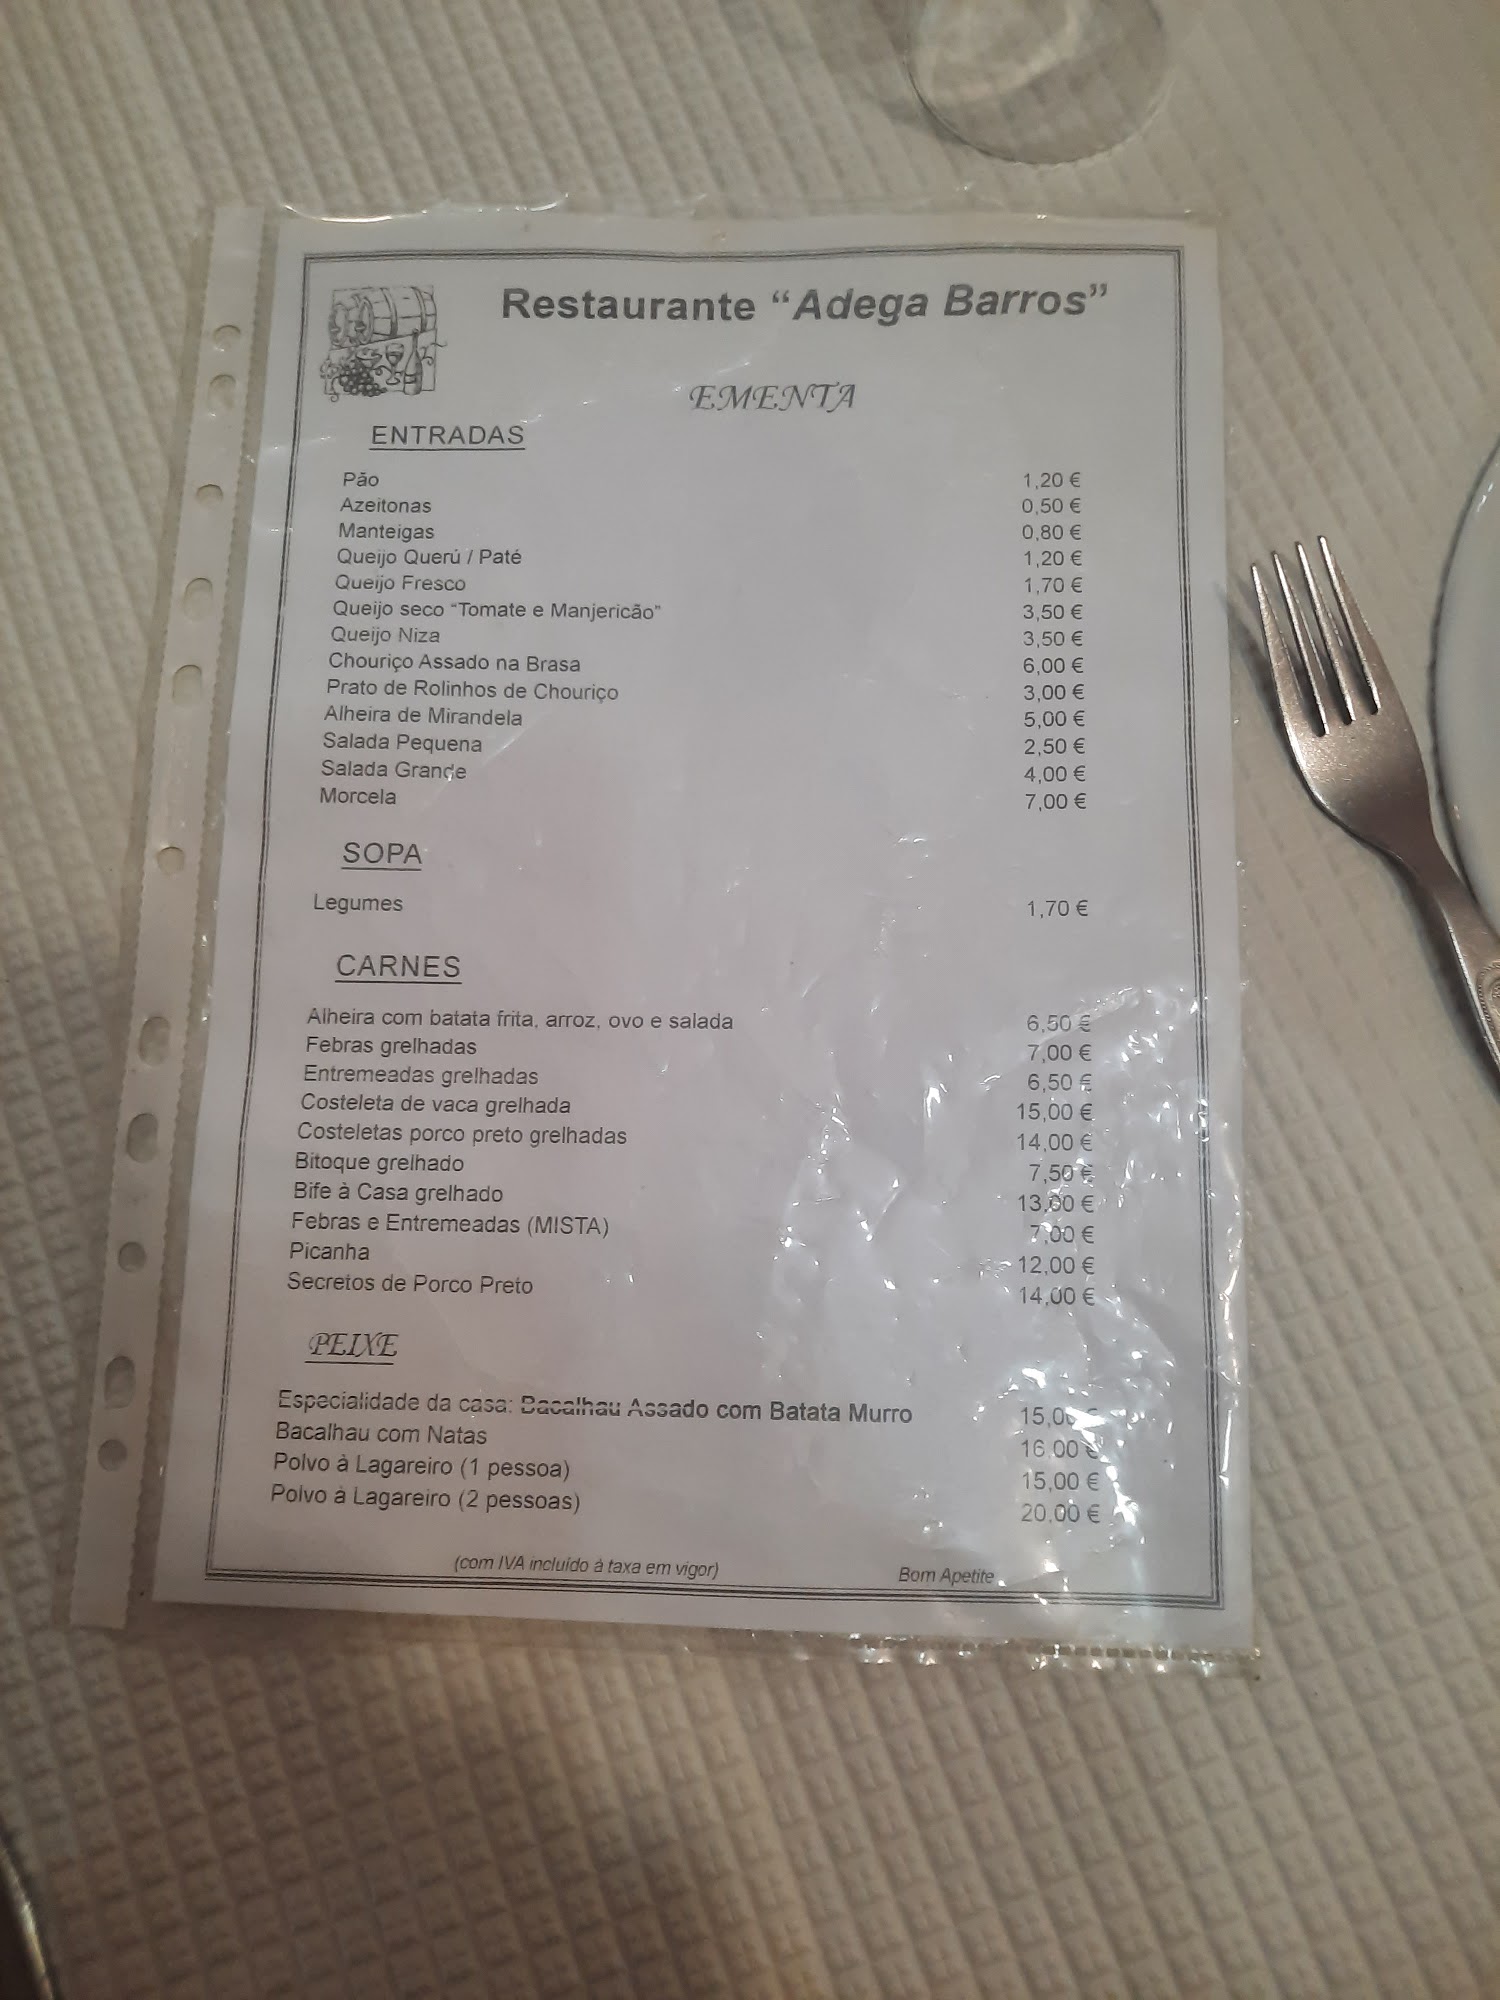 Restaurante “Adega Barros”
EMENTA
ENTRADAS
Pão 1,20 €
Azeitonas 0,50 €
Manteigas 0,80 €
Queijo Querú / Paté 1,20 €
Queijo Fresco 1,70 €
Queijo seco “Tomate e Manjericão” 3,50 €
Queijo Niza 3,50 €
Chouriço Assado na Brasa 6,00 €
Prato de Rolinhos de Chouriço 3,00 €
Alheira de Mirandela 5,00 €
Salada Pequena 2,50 €
Salada Grande 4,00 €
Morcela 7,00 €
SOPA
Legumes 1,70 €
CARNES
Alheira com batata frita, arroz, ovo e salada 6,50 €
Febras grelhadas 7,00 €
Entremeadas grelhadas 6,50 €
Costeleta de vaca grelhada 15,00 €
Costeletas porco preto grelhadas 14,00 €
Bitoque grelhado 7,50 €
Bife à Casa grelhado 13,00 €
Febras e Entremeadas (MISTA) 7,00 €
Picanha 12,00 €
Secretos de Porco Preto 14,00 €
PEIXE
Especialidade da casa: Bacalhau Assado com Batata Murro 15,00 €
Bacalhau com Natas 16,00 €
Polvo à Lagareiro (1 pessoa) 15,00 €
Polvo à Lagareiro (2 pessoas) 20,00 €
(com IVA incluído à taxa em vigor) Bom Apetite